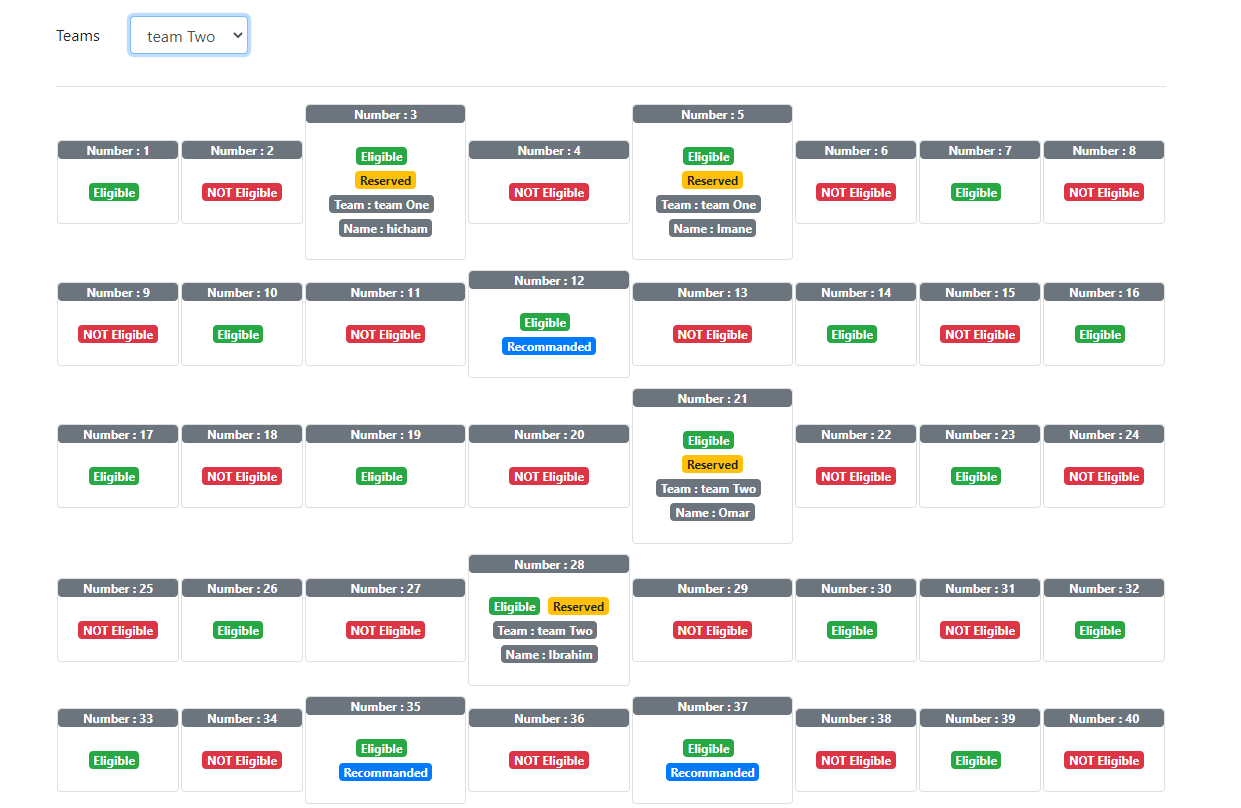 Teams team Two
Number : 1 Number : 2 Number : 3 Number : 4 Number : 5 Number : 6 Number : 7 Number : 8
Eligible NOT Eligible Eligible NOT Eligible Eligible NOT Eligible Eligible NOT Eligible
Reserved Reserved
Team : team One Team : team One
Name : hicham Name : Imane
Number : 9 Number : 10 Number : 11 Number : 12 Number : 13 Number : 14 Number : 15 Number : 16
NOT Eligible Eligible NOT Eligible Eligible NOT Eligible Eligible NOT Eligible Eligible
Recommanded
Number : 17 Number : 18 Number : 19 Number : 20 Number : 21 Number : 22 Number : 23 Number : 24
Eligible NOT Eligible Eligible NOT Eligible Eligible NOT Eligible Eligible NOT Eligible
Reserved
Team : team Two
Name : Omar
Number : 25 Number : 26 Number : 27 Number : 28 Number : 29 Number : 30 Number : 31 Number : 32
NOT Eligible Eligible NOT Eligible Eligible Reserved NOT Eligible Eligible NOT Eligible Eligible
Team : team Two
Name : Ibrahim
Number : 33 Number : 34 Number : 35 Number : 36 Number : 37 Number : 38 Number : 39 Number : 40
Eligible NOT Eligible Eligible NOT Eligible Eligible NOT Eligible Eligible NOT Eligible
Recommanded Recommanded